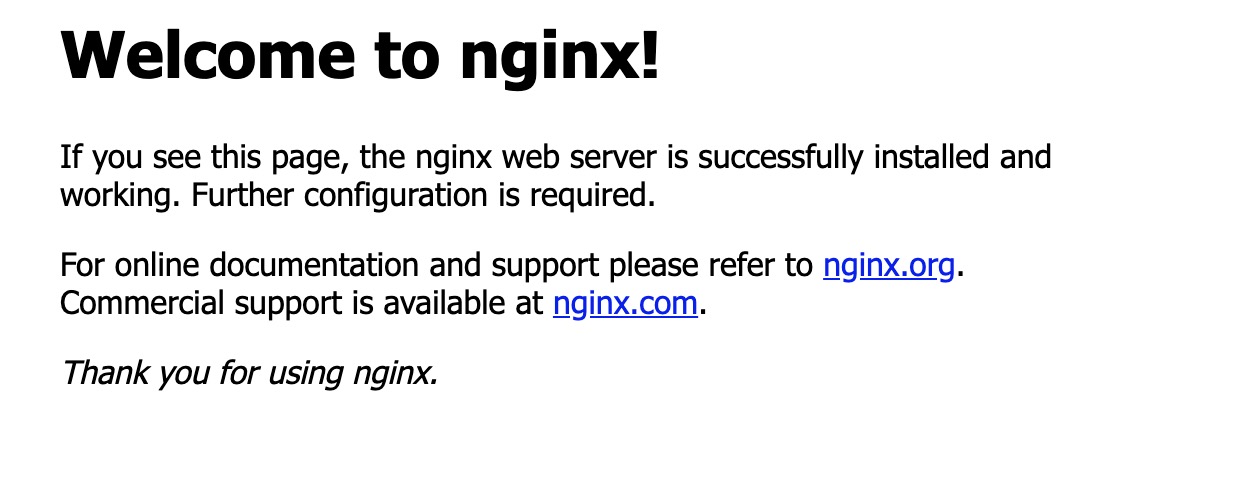 Welcome to nginx!
If you see this page, the nginx web server is successfully installed and
working. Further configuration is required.
For online documentation and support please refer to nginx.org.
Commercial support is available at nginx.com.
Thank you for using nginx.